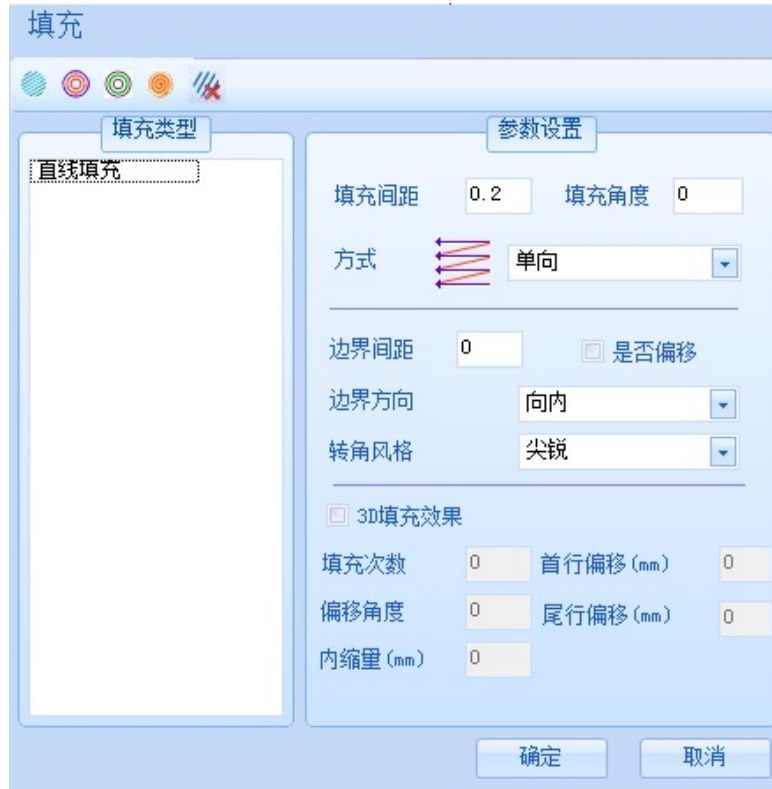 填充
填充类型
参数设置
直线填充
填充间距 0.2 填充角度 0
方式 单向
边界间距 0 是否偏移
边界方向 向内
转角风格 尖锐
3D填充效果
填充次数 0 首行偏移(mm) 0
偏移角度 0 尾行偏移(mm) 0
内缩量(mm) 0
确定 取消